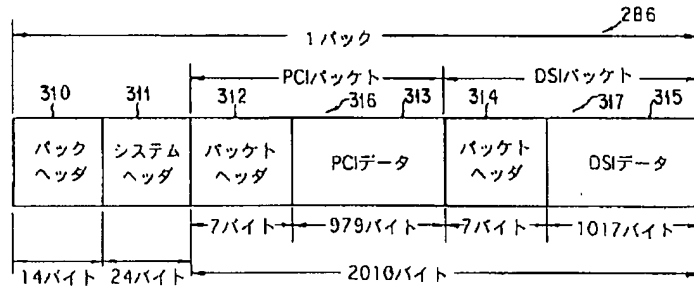 286
1パック
PCIパッケト
DSIパッケト
310
311
312
316
313
314
317
315
パック
ヘッダ
システム
ヘッダ
パッケト
ヘッダ
PCIデータ
パッケト
ヘッダ
DSIデータ
7バイト
979バイト
7バイト
1017バイト
14バイト
24バイト
2010バイト